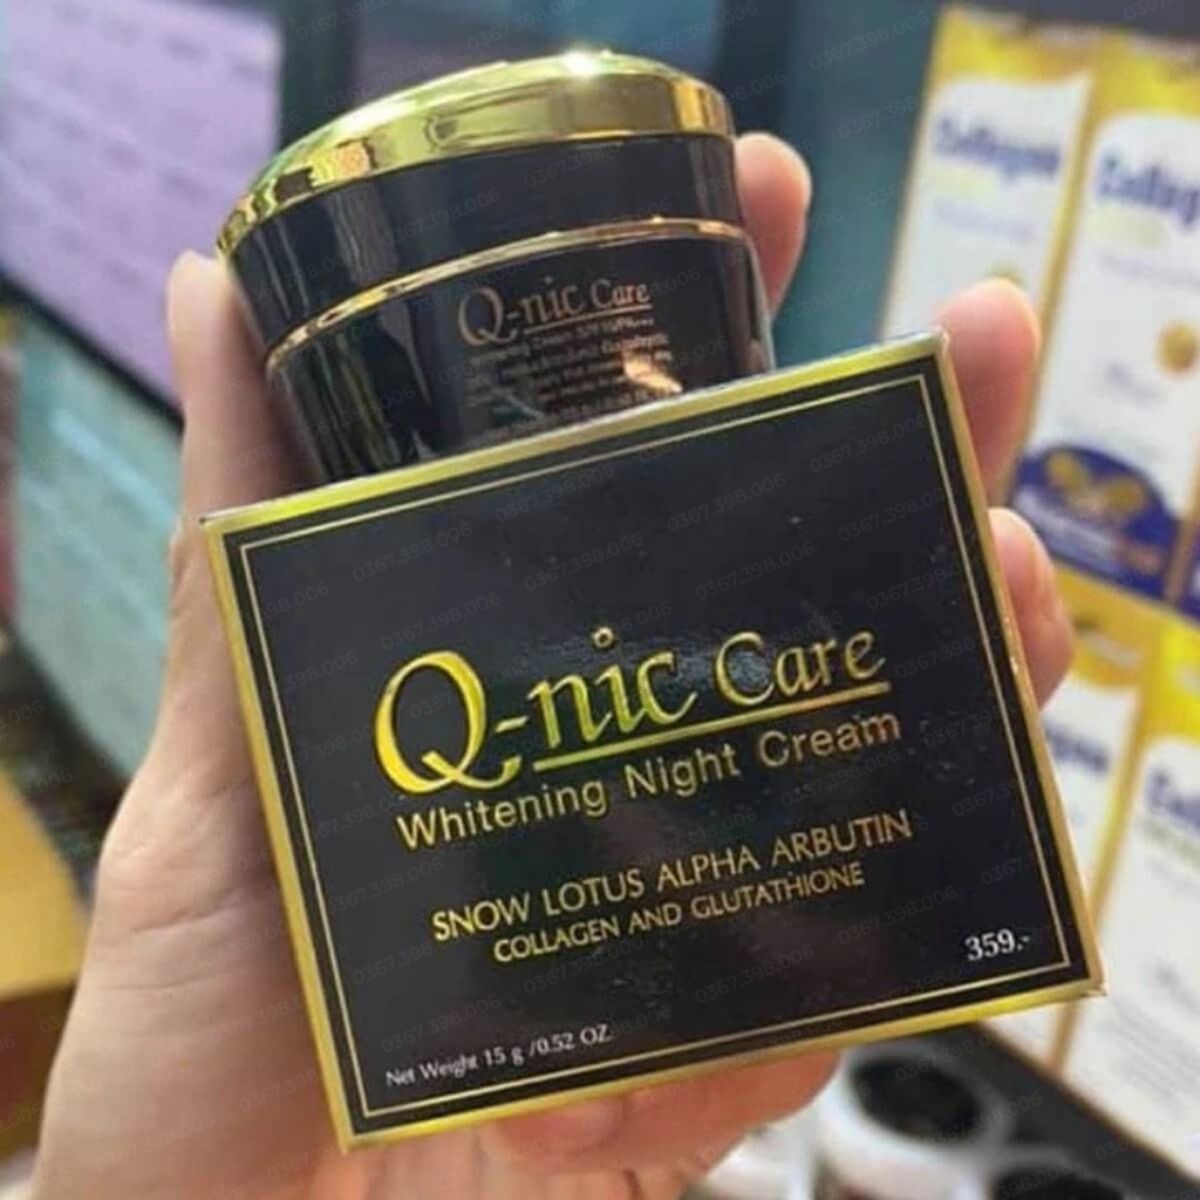 Q-nic Care
Q-nic Care
Whitening Night Cream
SNOW LOTUS ALPHA ARBUTIN
COLLAGEN AND GLUTATHIONE
359.-
Net Weight 15 g /0.52 OZ.
Collagen
0367.398.006